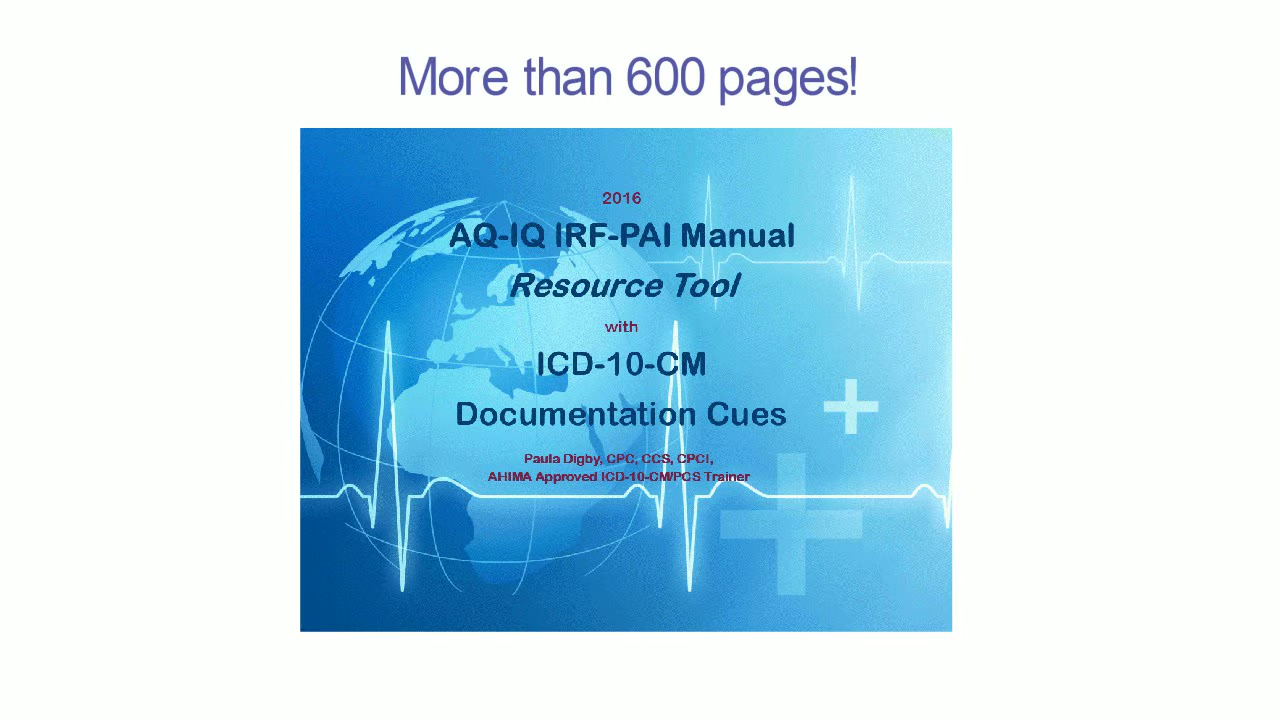 More than 600 pages!
2016
AQ-IQ IRF-PAI Manual
Resource Tool
with
ICD-10-CM
Documentation Cues
Paula Digby, CPC, CCS, CPCI,
AHIMA Approved ICD-10-CM/PCS Trainer